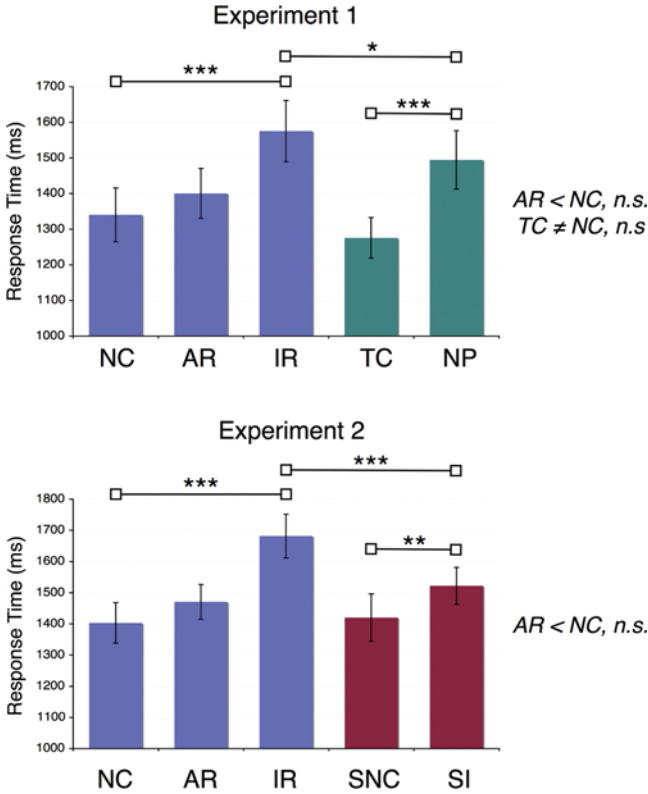 Experiment 1
*
***
***
1700
1600
1500
1400
1300
1200
1100
1000
Response Time (ms)
NC AR IR TC NP
AR < NC, n.s.
TC ≠ NC, n.s
Experiment 2
***
***
**
1800
1700
1600
1500
1400
1300
1200
1100
1000
Response Time (ms)
NC AR IR SNC SI
AR < NC, n.s.